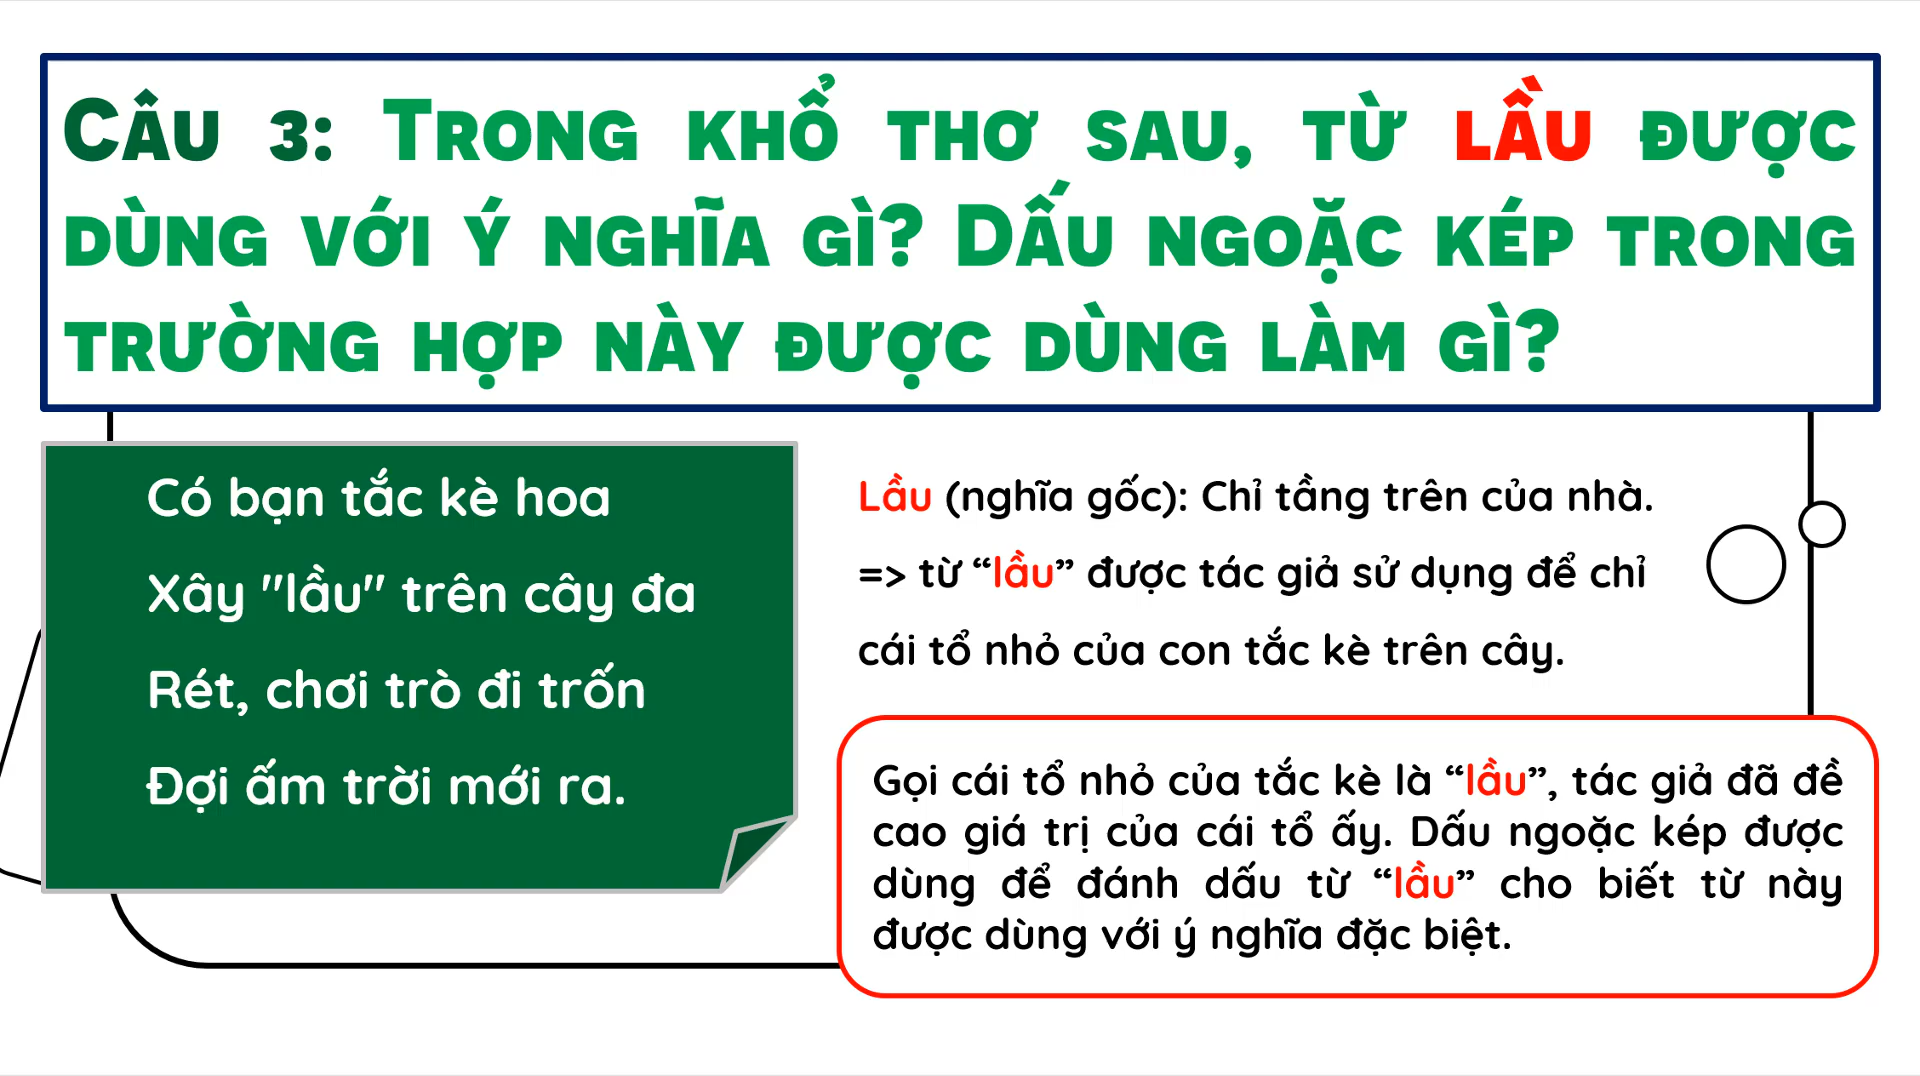 Câu 3: Trong khổ thơ sau, từ lầu được
dùng với ý nghĩa gì? Dấu ngoặc kép trong
trường hợp này được dùng làm gì?
Có bạn tắc kè hoa
Xây "lầu" trên cây đa
Rét, chơi trò đi trốn
Đợi ấm trời mới ra.
Lầu (nghĩa gốc): Chỉ tầng trên của nhà.
=> từ “lầu” được tác giả sử dụng để chỉ
cái tổ nhỏ của con tắc kè trên cây.
Gọi cái tổ nhỏ của tắc kè là “lầu”, tác giả đã đề
cao giá trị của cái tổ ấy. Dấu ngoặc kép được
dùng để đánh dấu từ “lầu” cho biết từ này
được dùng với ý nghĩa đặc biệt.